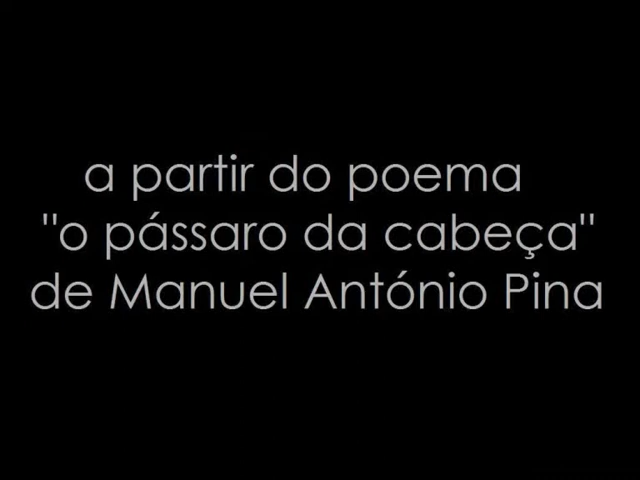 a partir do poema
"o pássaro da cabeça"
de Manuel António Pina